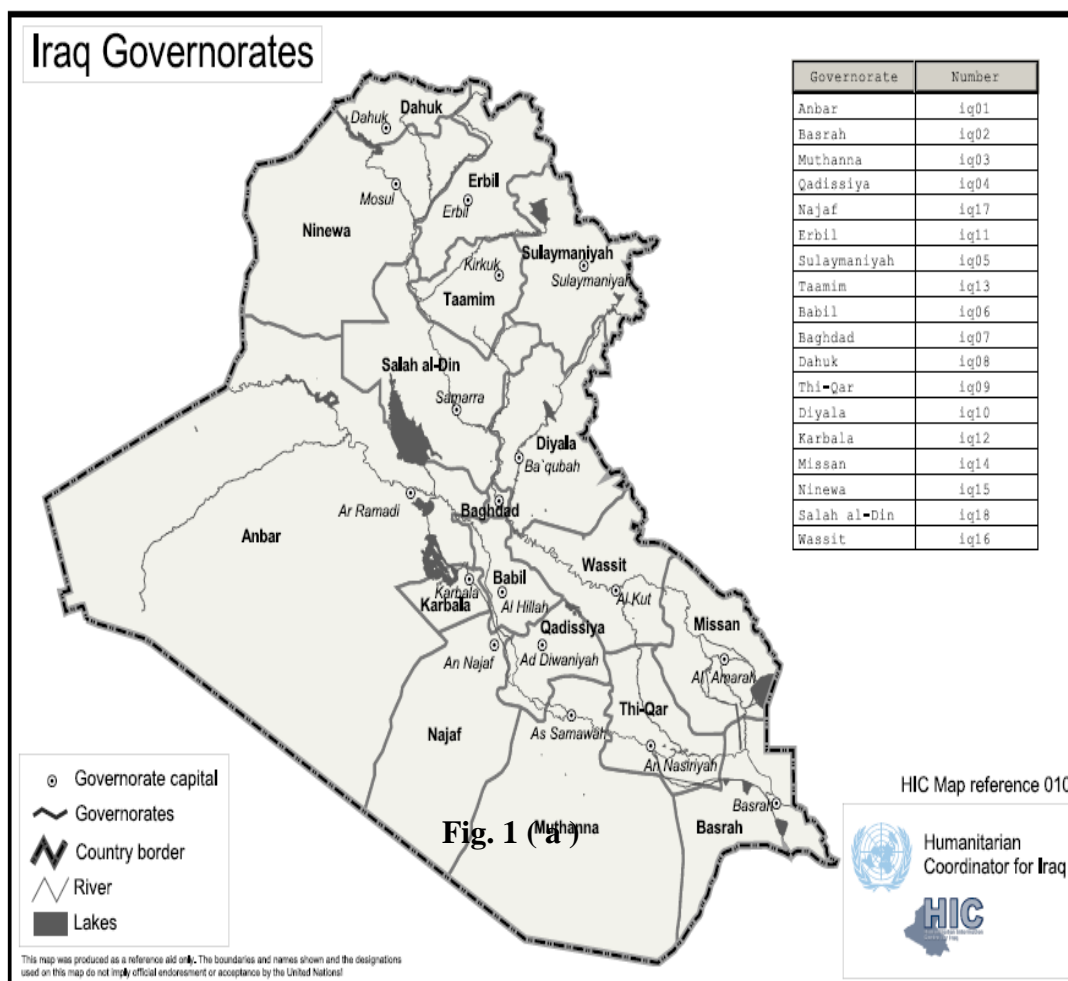 Iraq Governorates
Governorate Number
Anbar iq01
Basrah iq02
Muthanna iq03
Qadissiya iq04
Najaf iq17
Erbil iq11
Sulaymaniyah iq05
Taamim iq13
Babil iq06
Baghdad iq07
Dahuk iq08
Thi-Qar iq09
Diyala iq10
Karbala iq12
Missan iq14
Ninewa iq15
Salah al-Din iq18
Wassit iq16
Dahuk
Dahuk
Mosul
Erbil
Erbil
Ninewa
Sulaymaniyah
Sulaymaniyah
Kirkuk
Taamim
Salah al-Din
Samarra
Diyala
Ba`qubah
Ar Ramadi
Baghdad
Anbar
Wassit
Babil
Karbala
Karbala
Al Hillah
Al Kut
Missan
Qadissiya
An Najaf
Ad Diwaniyah
Al `Amarah
Thi-Qar
Najaf
As Samawah
An Nasiriyah
Basrah
Muthanna
Basrah
Fig. 1 ( a )
Governorate capital
Governorates
Country border
River
Lakes
HIC Map reference 010
Humanitarian
Coordinator for Iraq
HIC
This map was produced as a reference aid only. The boundaries and names shown and the designations
used on this map do not imply official endoresment or acceptance by the United Nations!